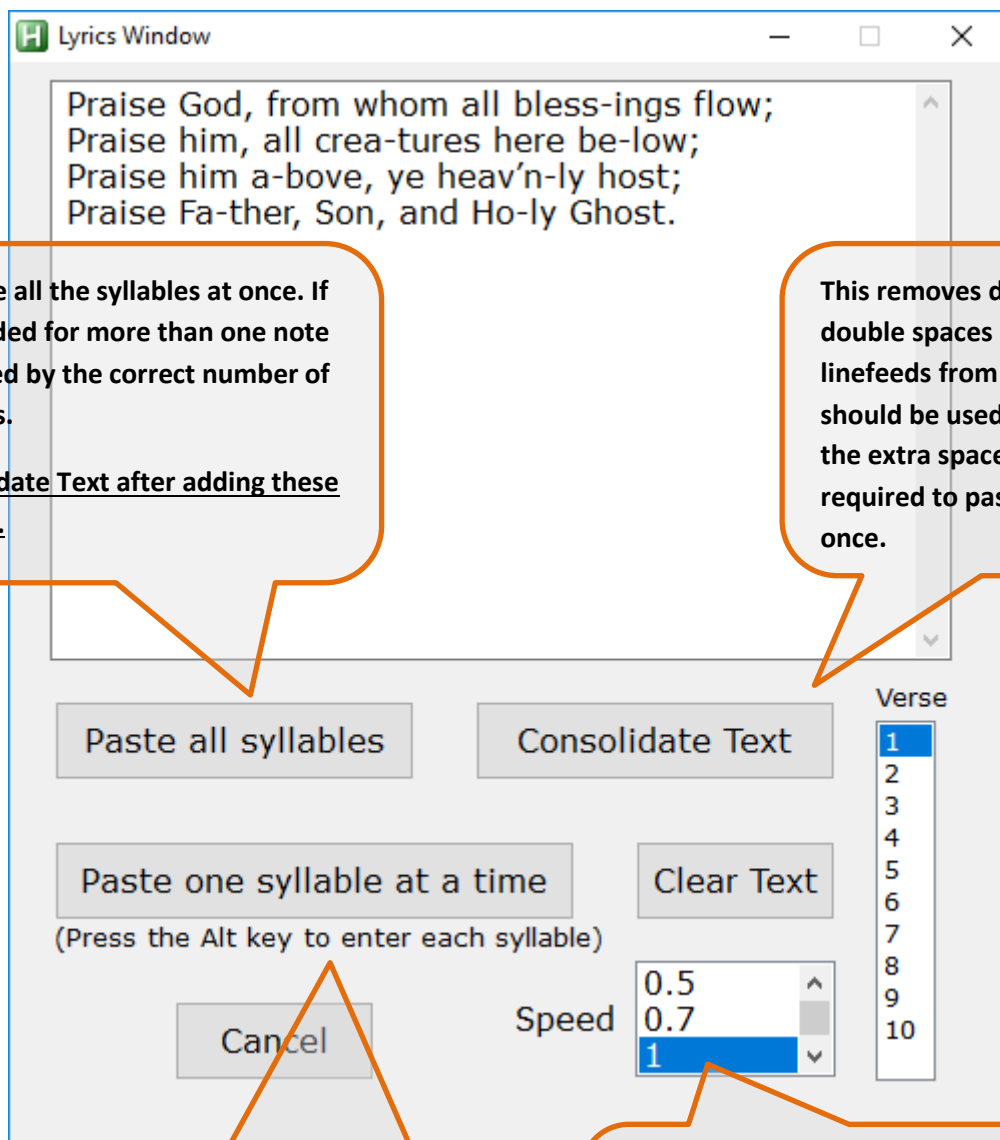 Lyrics Window
Praise God, from whom all bless-ings flow;
Praise him, all crea-tures here be-low;
Praise him a-bove, ye heav’n-ly host;
Praise Fa-ther, Son, and Ho-ly Ghost.
all the syllables at once. If
for more than one note
by the correct number of
Text after adding these
This removes
double spaces
linefeeds from
should be used
the extra space
required to
once.
Paste all syllables
Consolidate Text
Verse
1
2
3
4
5
6
7
8
9
10
Paste one syllable at a time
(Press the Alt key to enter each syllable)
Clear Text
Cancel
Speed
0.5
0.7
1